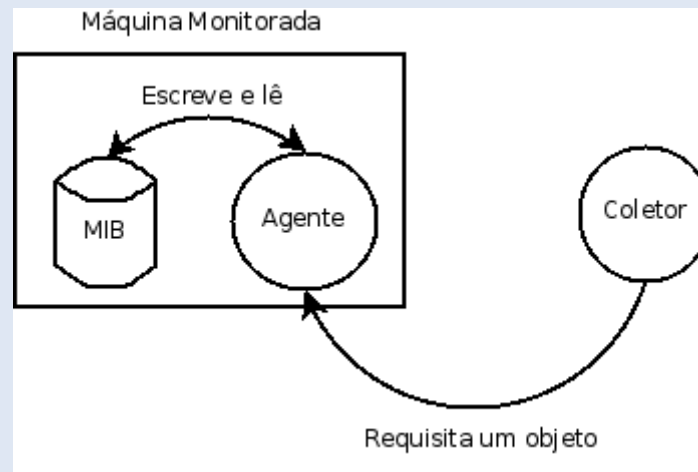 Máquina Monitorada
Escreve e lê
MIB
Agente
Coletor
Requisita um objeto